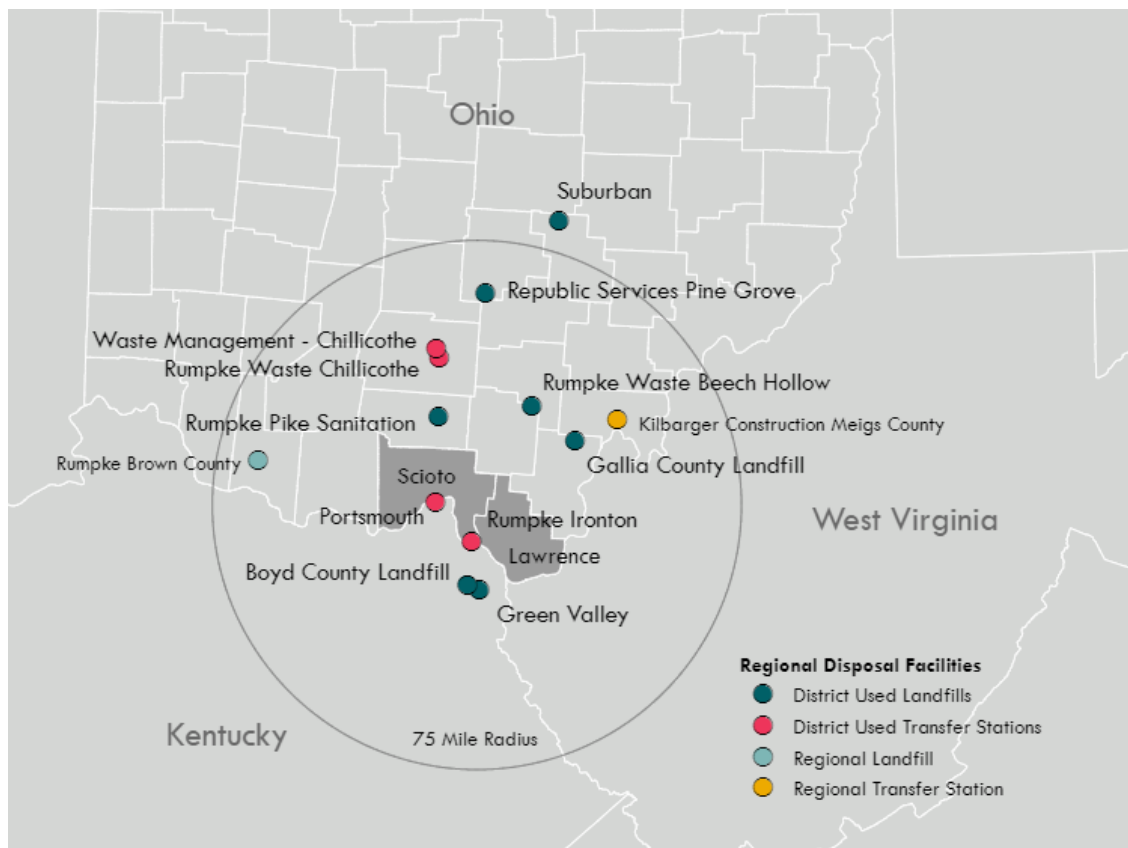 Ohio
Suburban
Republic Services Pine Grove
Waste Management - Chillicothe
Rumpke Waste Chillicothe
Rumpke Waste Beech Hollow
Rumpke Pike Sanitation
Kilbarger Construction Meigs County
Rumpke Brown County
Gallia County Landfill
Scioto
Portsmouth
Rumpke Ironton
West Virginia
Lawrence
Boyd County Landfill
Green Valley
Kentucky
75 Mile Radius
Regional Disposal Facilities
District Used Landfills
District Used Transfer Stations
Regional Landfill
Regional Transfer Station